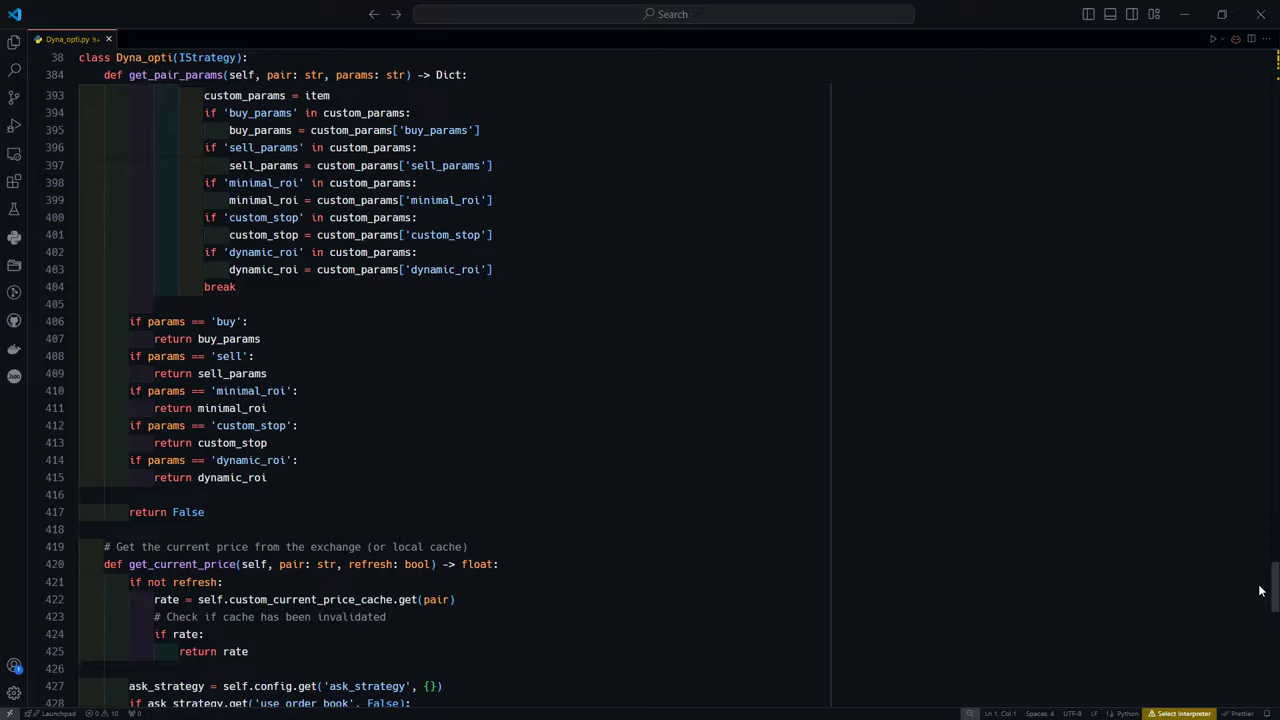 Search
Dyna_opti.py 9+
38 class Dyna_opti(IStrategy):
384 def get_pair_params(self, pair: str, params: str) -> Dict:
393 custom_params = item
394 if 'buy_params' in custom_params:
395 buy_params = custom_params['buy_params']
396 if 'sell_params' in custom_params:
397 sell_params = custom_params['sell_params']
398 if 'minimal_roi' in custom_params:
399 minimal_roi = custom_params['minimal_roi']
400 if 'custom_stop' in custom_params:
401 custom_stop = custom_params['custom_stop']
402 if 'dynamic_roi' in custom_params:
403 dynamic_roi = custom_params['dynamic_roi']
404 break
405
406 if params == 'buy':
407 return buy_params
408 if params == 'sell':
409 return sell_params
410 if params == 'minimal_roi':
411 return minimal_roi
412 if params == 'custom_stop':
413 return custom_stop
414 if params == 'dynamic_roi':
415 return dynamic_roi
416
417 return False
418
419 # Get the current price from the exchange (or local cache)
420 def get_current_price(self, pair: str, refresh: bool) -> float:
421 if not refresh:
422 rate = self.custom_current_price_cache.get(pair)
423 # Check if cache has been invalidated
424 if rate:
425 return rate
426
427 ask_strategy = self.config.get('ask_strategy', {})
428 if ask_strategy.get('use_order_book', False):
Launchpad 0 10 0 Ln 1, Col 1 Spaces: 4 UTF-8 LF Python Select Interpreter Prettier